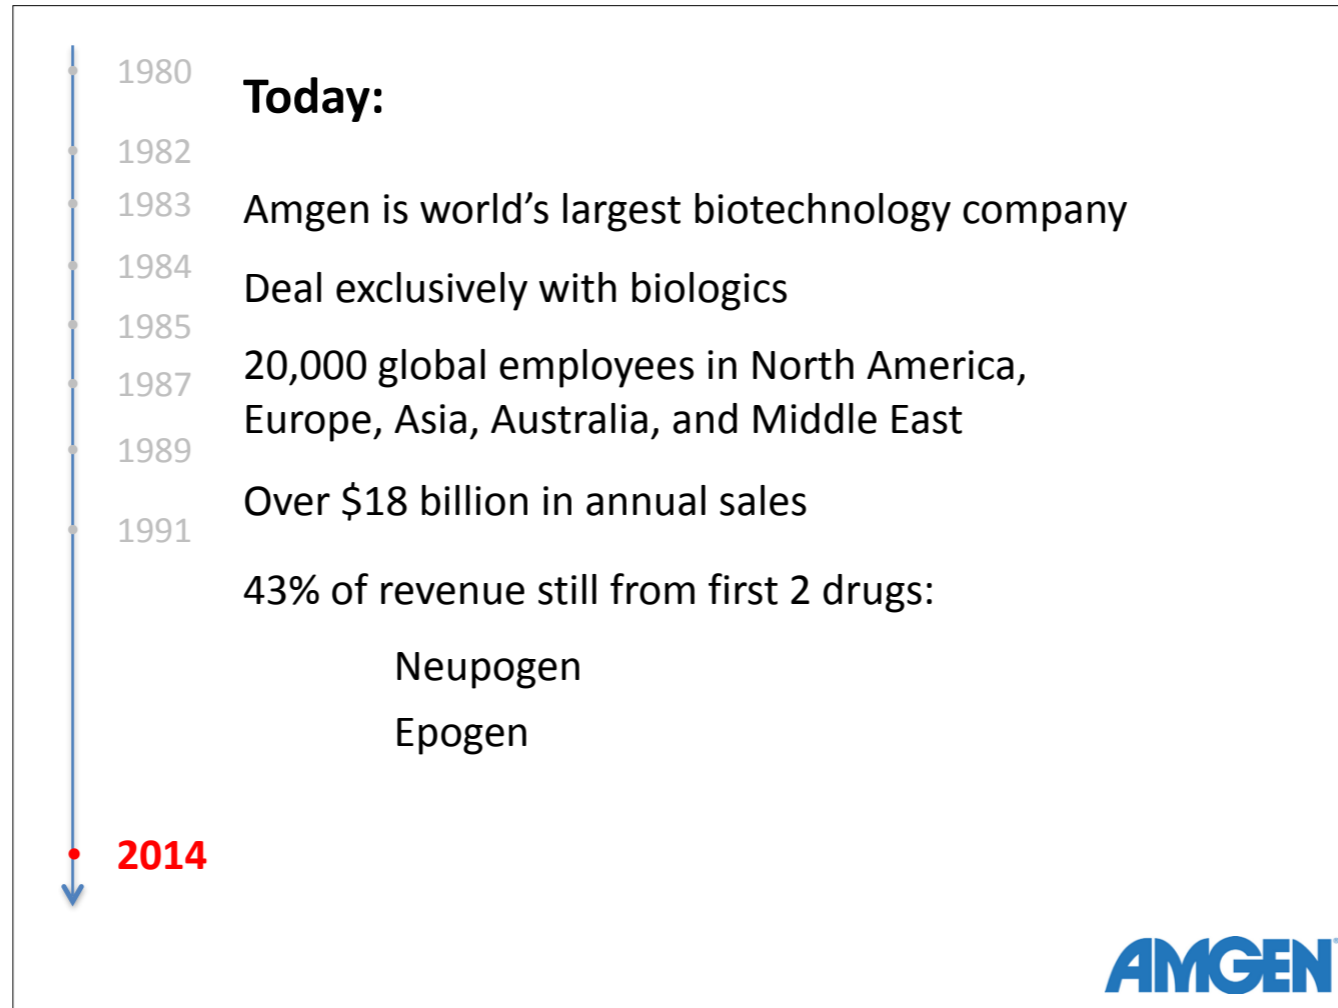 1980
1982
1983
1984
1985
1987
1989
1991
2014
Today:
Amgen is world’s largest biotechnology company
Deal exclusively with biologics
20,000 global employees in North America,
Europe, Asia, Australia, and Middle East
Over $18 billion in annual sales
43% of revenue still from first 2 drugs:
Neupogen
Epogen
AMGEN